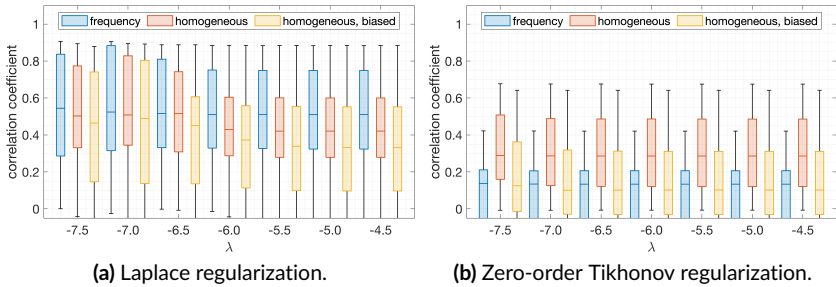 frequency homogeneous homogeneous, biased
correlation coefficient
1
0.8
0.6
0.4
0.2
0
-7.5 -7.0 -6.5 -6.0 -5.5 -5.0 -4.5
λ
(a) Laplace regularization.
frequency homogeneous homogeneous, biased
correlation coefficient
1
0.8
0.6
0.4
0.2
0
-7.5 -7.0 -6.5 -6.0 -5.5 -5.0 -4.5
λ
(b) Zero-order Tikhonov regularization.